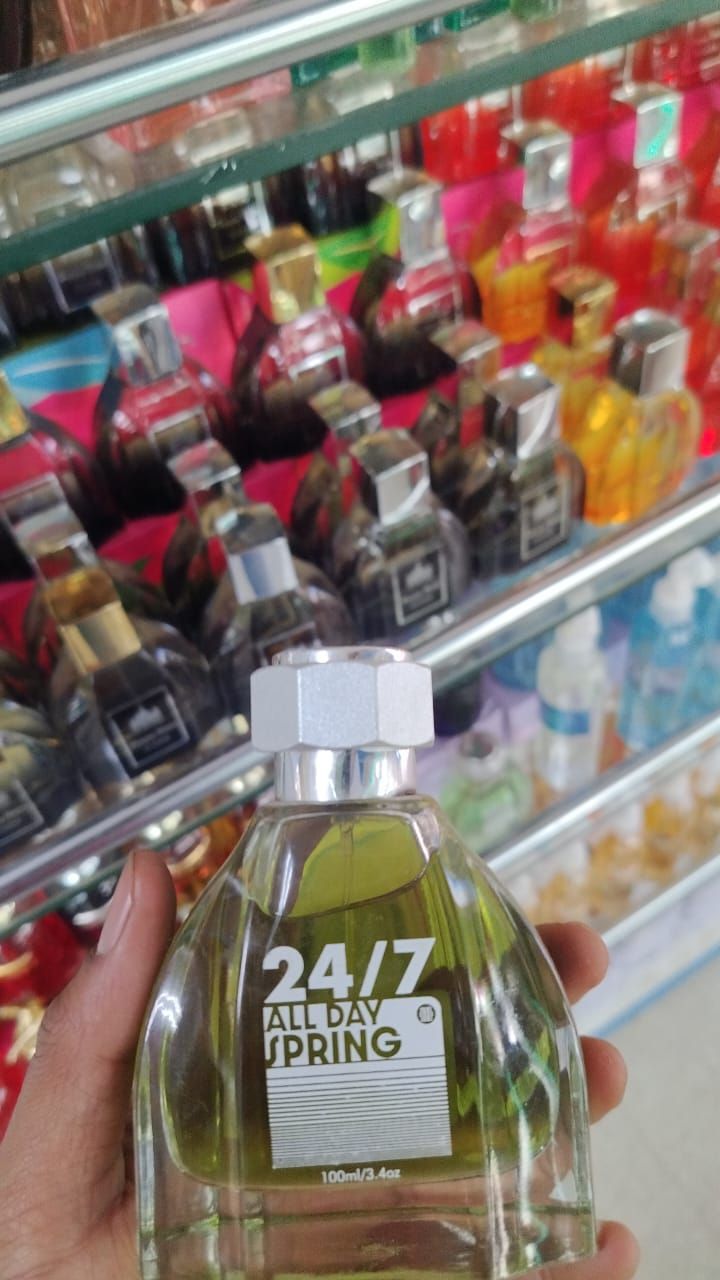 24/7
ALL DAY
SPRING
100ml/3.4oz